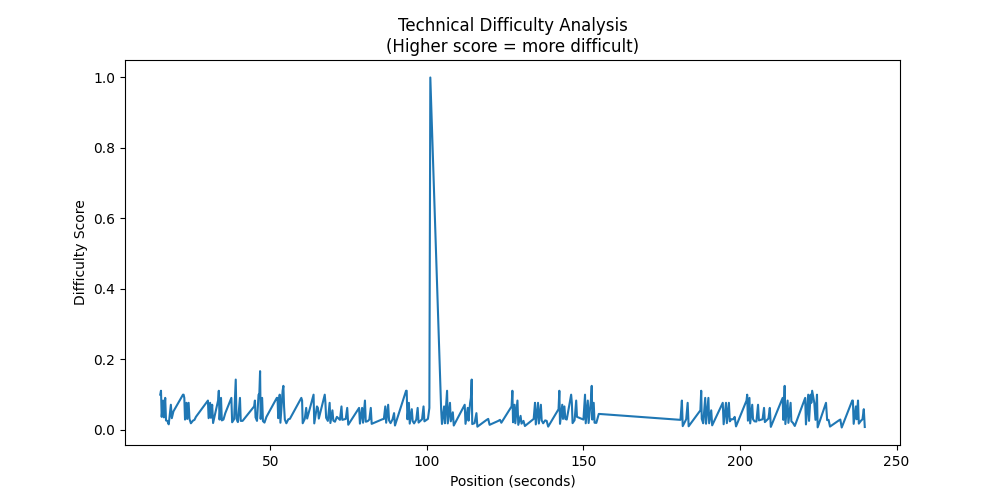 Technical Difficulty Analysis
(Higher score = more difficult)
Difficulty Score
1.0
0.8
0.6
0.4
0.2
0.0
50
100
150
200
250
Position (seconds)